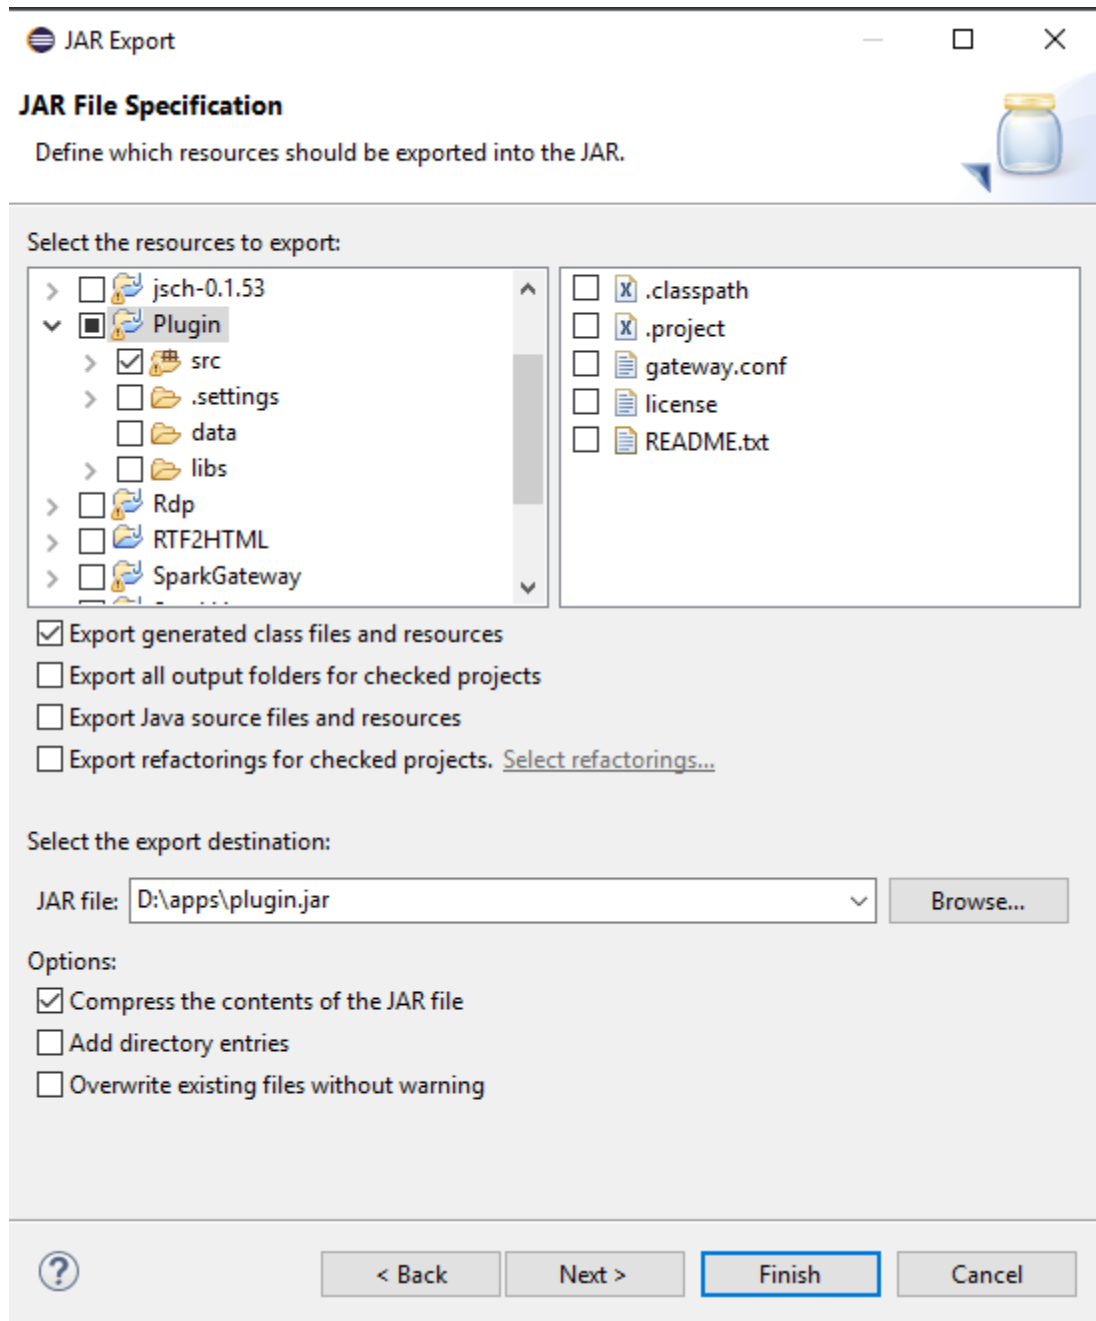 JAR Export
JAR File Specification
Define which resources should be exported into the JAR.
Select the resources to export:
jsch-0.1.53
Plugin
src
.settings
data
libs
Rdp
RTF2HTML
SparkGateway
.classpath
.project
gateway.conf
license
README.txt
Export generated class files and resources
Export all output folders for checked projects
Export Java source files and resources
Export refactorings for checked projects. Select refactorings...
Select the export destination:
JAR file: D:\apps\plugin.jar Browse...
Options:
Compress the contents of the JAR file
Add directory entries
Overwrite existing files without warning
? < Back Next > Finish Cancel